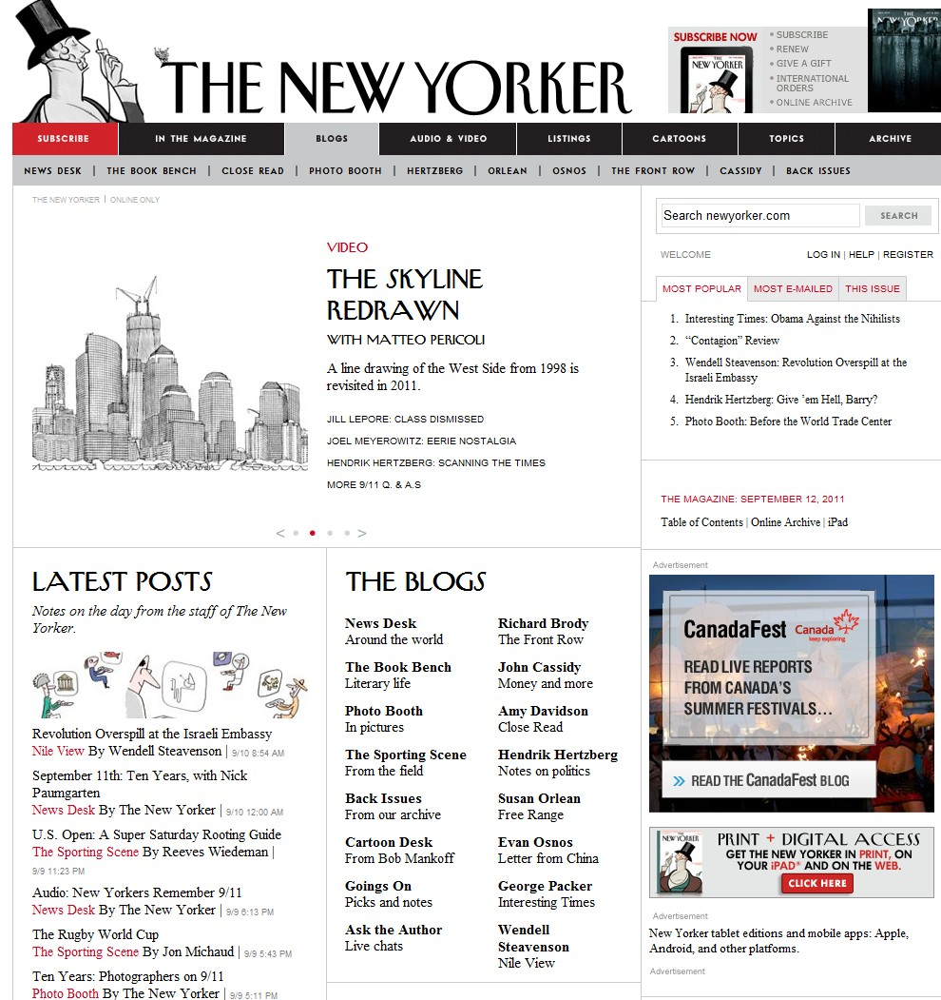 THE NEW YORKER
SUBSCRIBE NOW
THE NEW YORKER
SUBSCRIBE
RENEW
GIVE A GIFT
INTERNATIONAL
ORDERS
ONLINE ARCHIVE
THE NEW YORKER
SUBSCRIBE
IN THE MAGAZINE
BLOGS
AUDIO & VIDEO
LISTINGS
CARTOONS
TOPICS
ARCHIVE
NEWS DESK | THE BOOK BENCH | CLOSE READ | PHOTO BOOTH | HERTZBERG | ORLEAN | OSNOS | THE FRONT ROW | CASSIDY | BACK ISSUES
THE NEW YORKER | ONLINE ONLY
VIDEO
THE SKYLINE
REDRAWN
WITH MATTEO PERICOLI
A line drawing of the West Side from 1998 is
revisited in 2011.
JILL LEPORE: CLASS DISMISSED
JOEL MEYEROWITZ: EERIE NOSTALGIA
HENDRIK HERTZBERG: SCANNING THE TIMES
MORE 9/11 Q. & A.S
< >
Search newyorker.com
SEARCH
WELCOME
LOG IN | HELP | REGISTER
MOST POPULAR
MOST E-MAILED
THIS ISSUE
1. Interesting Times: Obama Against the Nihilists
2. “Contagion” Review
3. Wendell Steavenson: Revolution Overspill at the
Israeli Embassy
4. Hendrik Hertzberg: Give ’em Hell, Barry?
5. Photo Booth: Before the World Trade Center
THE MAGAZINE: SEPTEMBER 12, 2011
Table of Contents | Online Archive | iPad
LATEST POSTS
Notes on the day from the staff of The New
Yorker.
Revolution Overspill at the Israeli Embassy
Nile View By Wendell Steavenson | 9/10 8:54 AM
September 11th: Ten Years, with Nick
Paumgarten
News Desk By The New Yorker | 9/10 12:00 AM
U.S. Open: A Super Saturday Rooting Guide
The Sporting Scene By Reeves Wiedeman |
9/9 11:23 PM
Audio: New Yorkers Remember 9/11
News Desk By The New Yorker | 9/9 6:13 PM
The Rugby World Cup
The Sporting Scene By Jon Michaud | 9/9 5:43 PM
Ten Years: Photographers on 9/11
Photo Booth By The New Yorker | 9/9 5:11 PM
THE BLOGS
News Desk
Around the world
The Book Bench
Literary life
Photo Booth
In pictures
The Sporting Scene
From the field
Back Issues
From our archive
Cartoon Desk
From Bob Mankoff
Goings On
Picks and notes
Ask the Author
Live chats
Richard Brody
The Front Row
John Cassidy
Money and more
Amy Davidson
Close Read
Hendrik Hertzberg
Notes on politics
Susan Orlean
Free Range
Evan Osnos
Letter from China
George Packer
Interesting Times
Wendell
Steavenson
Nile View
Advertisement
CanadaFest
Canada
keep exploring
READ LIVE REPORTS
FROM CANADA’S
SUMMER FESTIVALS…
» READ THE CanadaFest BLOG
THE NEW YORKER
PRINT + DIGITAL ACCESS
GET THE NEW YORKER IN PRINT, ON
YOUR iPAD* AND ON THE WEB.
CLICK HERE
Advertisement
New Yorker tablet editions and mobile apps: Apple,
Android, and other platforms.
Advertisement